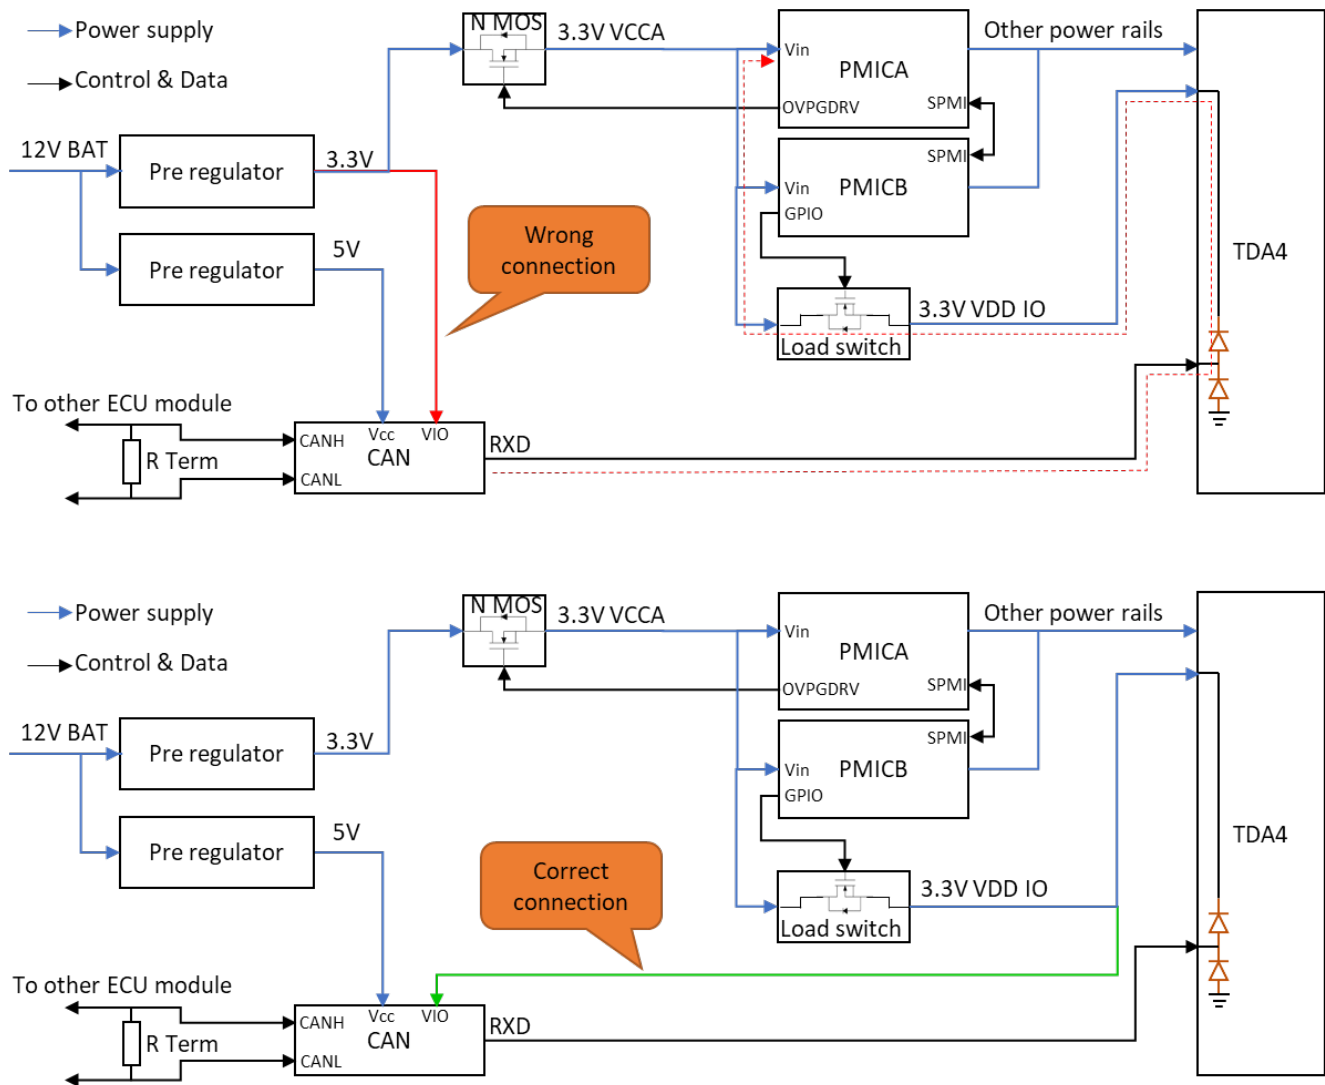 Power supply
Control & Data
N MOS
3.3V VCCA
Vin
PMICA
OVPGDRV
SPMI
Other power rails
12V BAT
Pre regulator
3.3V
SPMI
Vin
PMICB
GPIO
Pre regulator
5V
Wrong
connection
TDA4
3.3V VDD IO
Load switch
To other ECU module
R Term
CANH
Vcc
VIO
CAN
CANL
RXD
Power supply
Control & Data
N MOS
3.3V VCCA
Vin
PMICA
OVPGDRV
SPMI
Other power rails
12V BAT
Pre regulator
3.3V
SPMI
Vin
PMICB
GPIO
Pre regulator
5V
Correct
connection
TDA4
3.3V VDD IO
Load switch
To other ECU module
R Term
CANH
Vcc
VIO
CAN
CANL
RXD